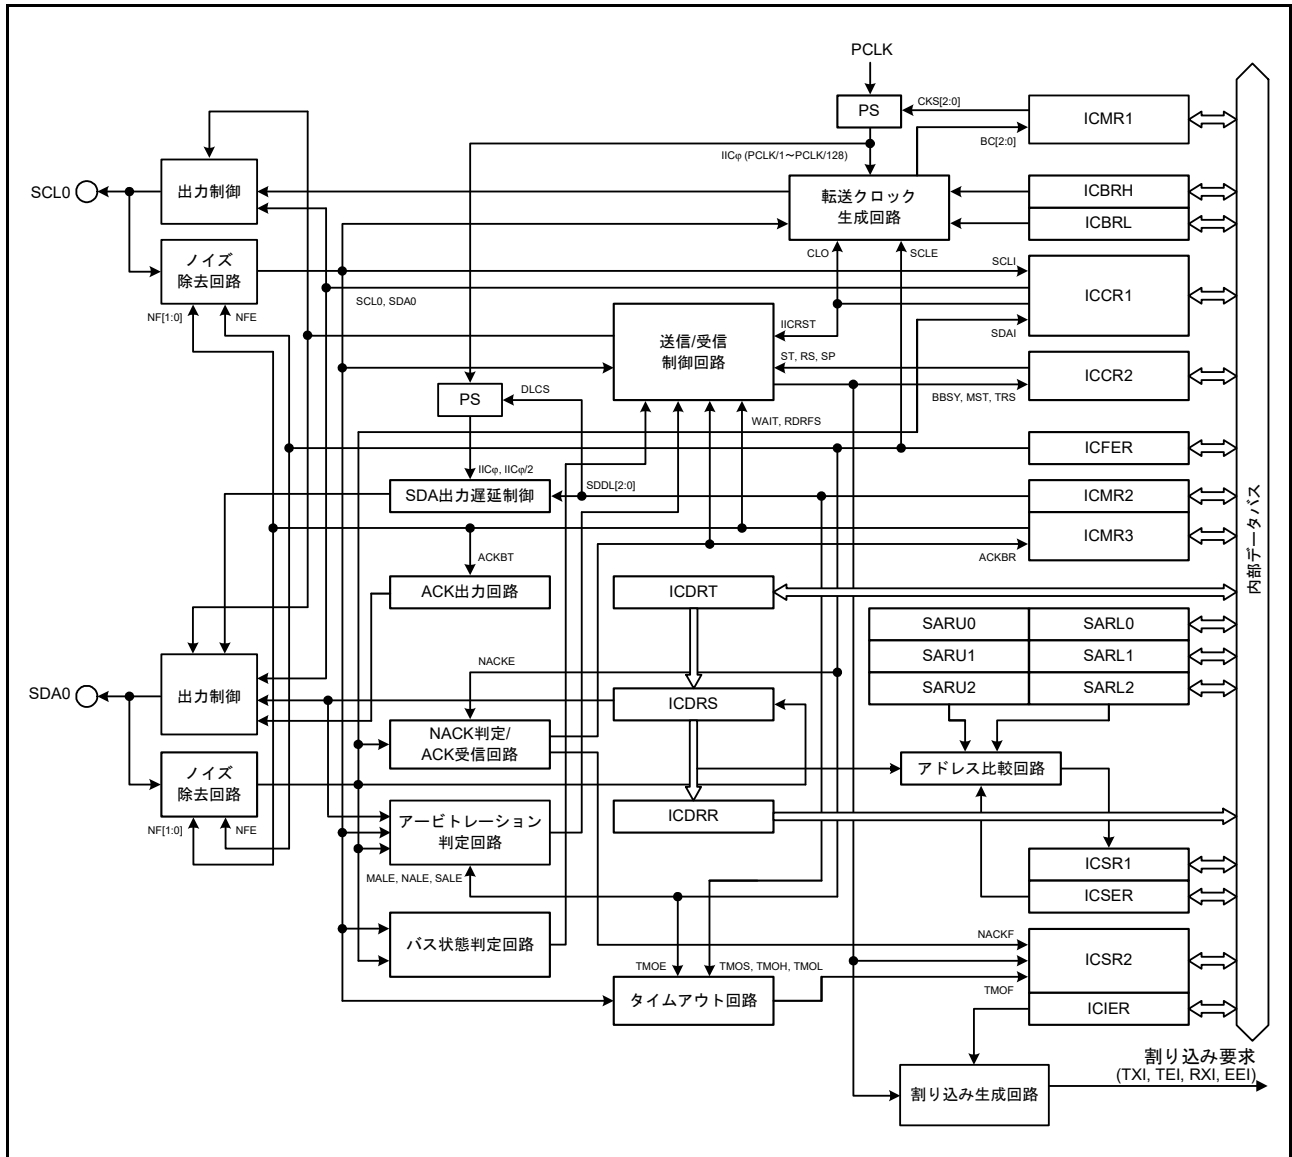 PCLK
PS
CKS[2:0]
ICMR1
BC[2:0]
IICφ (PCLK/1～PCLK/128)
SCL0
出力制御
転送クロック
生成回路
ICBRH
ICBRL
CLO
SCLE
ノイズ
除去回路
SCLI
ICCR1
SCL0, SDA0
NF[1:0]
NFE
送信/受信
制御回路
IICRST
SDAI
ST, RS, SP
ICCR2
BBSY, MST, TRS
PS
DLCS
WAIT, RDRFS
ICFER
IICφ, IICφ/2
SDA出力遅延制御
SDDL[2:0]
ICMR2
ICMR3
ACKBT
ACKBR
内部データバス
ACK出力回路
ICDRT
SARU0
SARL0
SARU1
SARL1
SARU2
SARL2
SDA0
出力制御
NACKE
ICDRS
NACK判定/
ACK受信回路
アドレス比較回路
ノイズ
除去回路
NF[1:0]
NFE
アービトレーション
判定回路
ICDRR
MALE, NALE, SALE
ICSR1
ICSER
バス状態判定回路
NACKF
ICSR2
TMOE
TMOS, TMOH, TMOL
TMOF
タイムアウト回路
ICIER
割り込み要求
(TXI, TEI, RXI, EEI)
割り込み生成回路